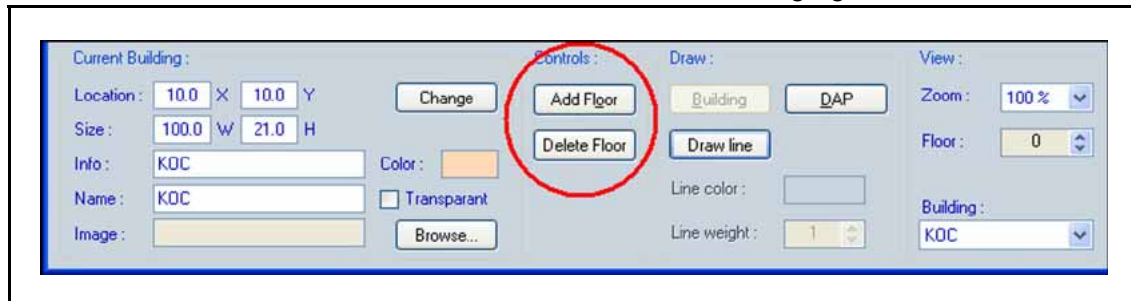 Current Building : Controls : Draw : View :
Location : 10.0 X 10.0 Y Change Add Floor Building DAP Zoom : 100 %
Size : 100.0 W 21.0 H Delete Floor Draw line Floor : 0
Info : KOC Color :
Name : KOC Transparant Line color : Building :
Image : Browse... Line weight : 1 KOC